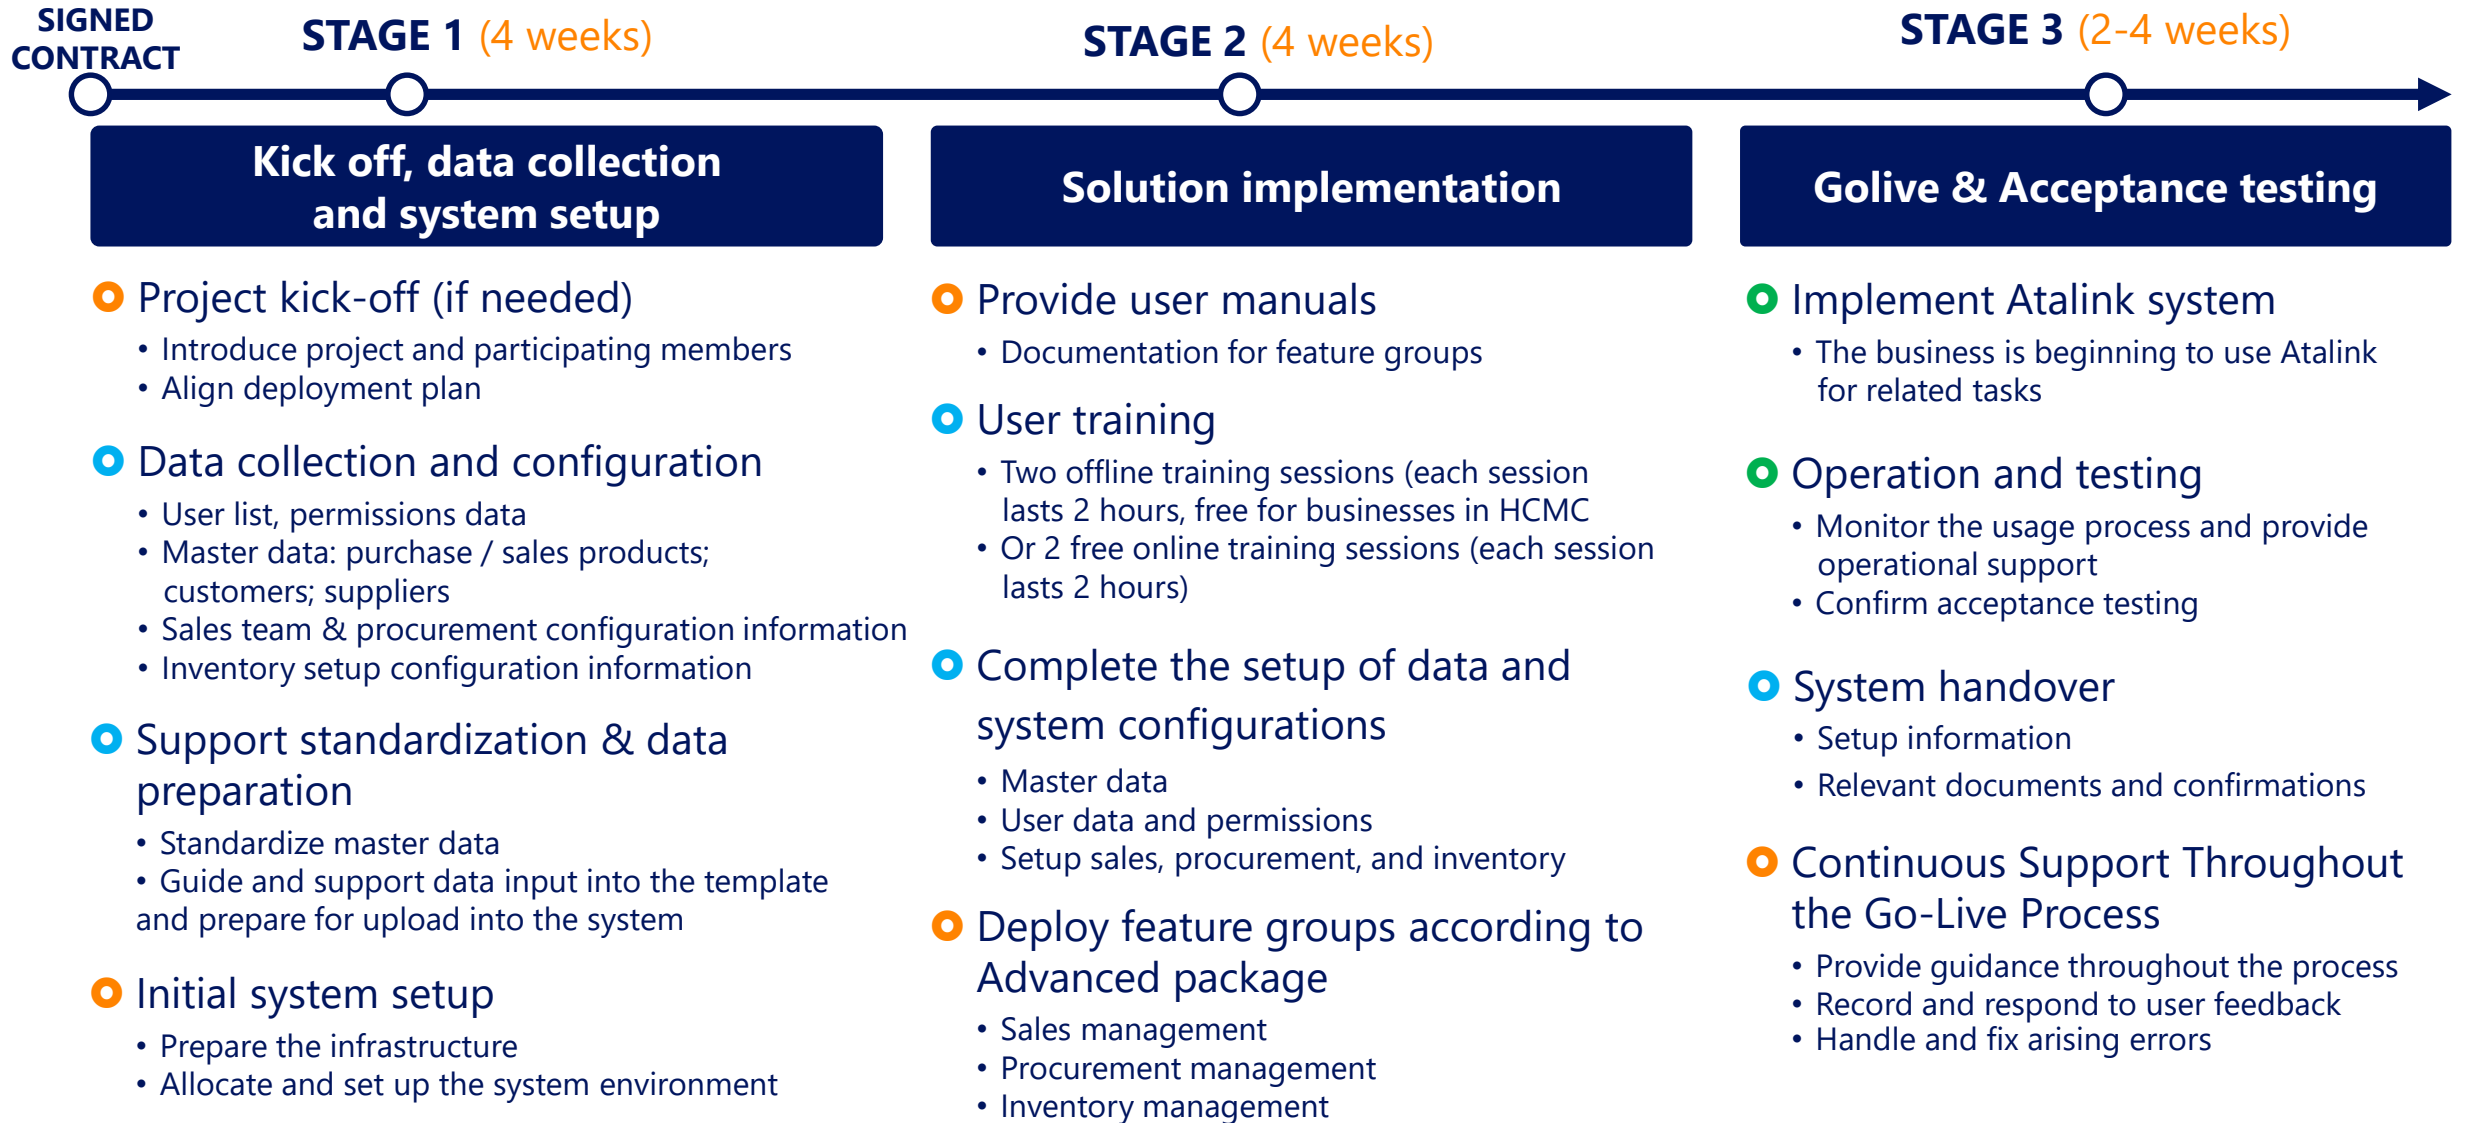 SIGNED
CONTRACT
STAGE 1 (4 weeks)
STAGE 2 (4 weeks)
STAGE 3 (2-4 weeks)
Kick off, data collection
and system setup
• Project kick-off (if needed)
• Introduce project and participating members
• Align deployment plan
Data collection and configuration
• User list, permissions data
• Master data: purchase / sales products;
customers; suppliers
• Sales team & procurement configuration information
• Inventory setup configuration information
Support standardization & data
preparation
• Standardize master data
• Guide and support data input into the template
and prepare for upload into the system
Initial system setup
• Prepare the infrastructure
• Allocate and set up the system environment
Solution implementation
Provide user manuals
• Documentation for feature groups
User training
• Two offline training sessions (each session
lasts 2 hours, free for businesses in HCMC
• Or 2 free online training sessions (each session
lasts 2 hours)
Complete the setup of data and
system configurations
• Master data
• User data and permissions
• Setup sales, procurement, and inventory
Deploy feature groups according to
Advanced package
• Sales management
• Procurement management
• Inventory management
Golive & Acceptance testing
Implement Atalink system
• The business is beginning to use Atalink
for related tasks
Operation and testing
• Monitor the usage process and provide
operational support
• Confirm acceptance testing
System handover
• Setup information
• Relevant documents and confirmations
Continuous Support Throughout
the Go-Live Process
• Provide guidance throughout the process
• Record and respond to user feedback
• Handle and fix arising errors